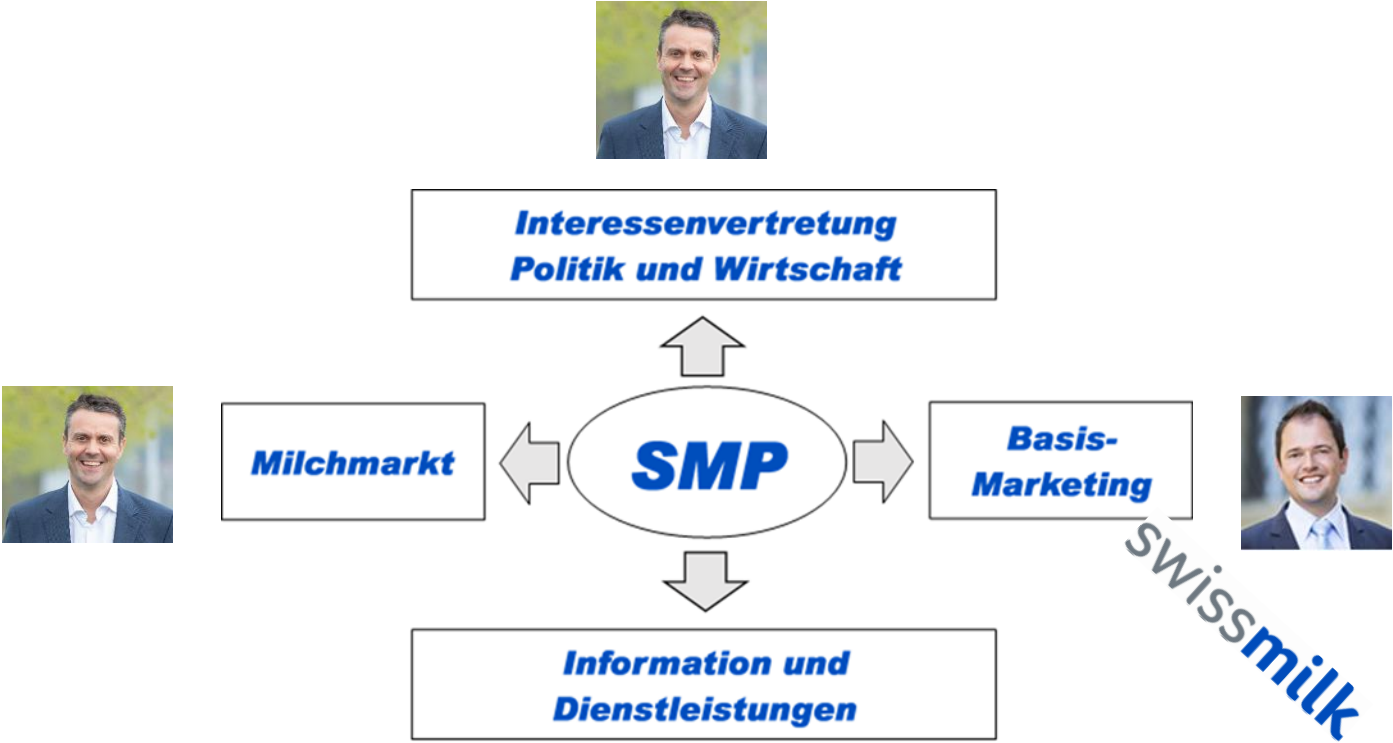 Interessenvertretung
Politik und Wirtschaft
Milchmarkt
SMP
Basis-
Marketing
swissmilk
Information und
Dienstleistungen